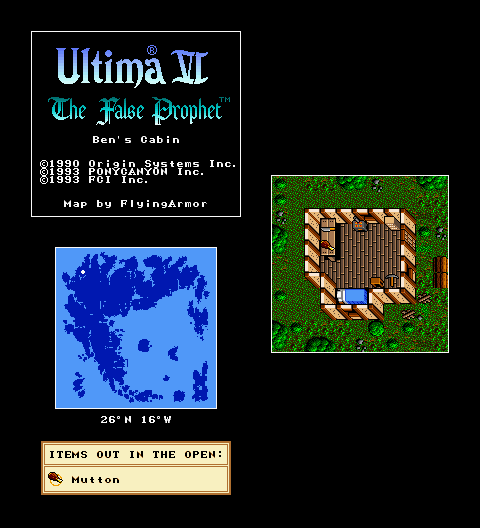 Ultima® VI
The False Prophet™
Ben's Cabin
©1990 Origin Systems Inc.
©1993 PONYCANYON Inc.
©1993 FCI Inc.
Map by FlyingArmor
26°N 16°W
ITEMS OUT IN THE OPEN:
Mutton